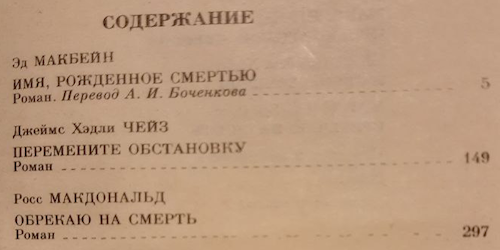 СОДЕРЖАНИЕ
Эд МАКБЕЙН
ИМЯ, РОЖДЕННОЕ СМЕРТЬЮ
Роман. Перевод А. И. Боченкова 5
Джеймс Хэдли ЧЕЙЗ
ПЕРЕМЕНИТЕ ОБСТАНОВКУ
Роман 149
Росс МАКДОНАЛЬД
ОБРЕКАЮ НА СМЕРТЬ
Роман 297